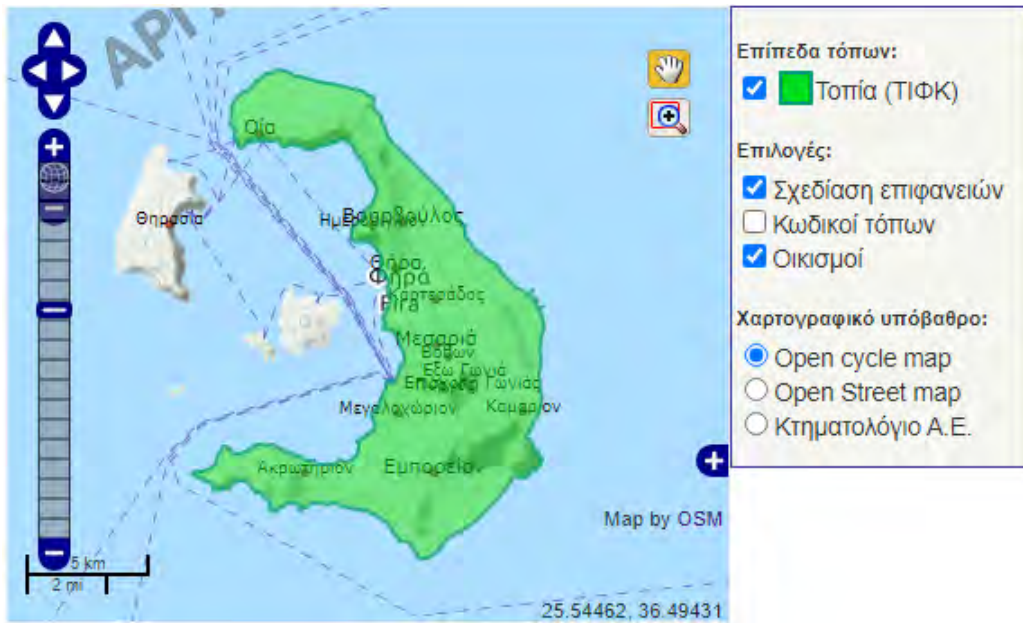 Οία
Θηρασία
Βουρβούλος
Θήρα
Φηρά
Fira
Καρτεράδος
Μεσαριά
Βόθων
Έξω Γωνιά
Επισκοπή Γωνιάς
Μεγαλοχώριον
Καμάριον
Ακρωτήριον
Εμπορείον
Map by OSM
5 km
2 mi
25.54462, 36.49431
Επίπεδα τόπων:
Τοπία (ΤΙΦΚ)
Επιλογές:
Σχεδίαση επιφανειών
Κωδικοί τόπων
Οικισμοί
Χαρτογραφικό υπόβαθρο:
Open cycle map
Open Street map
Κτηματολόγιο Α.Ε.